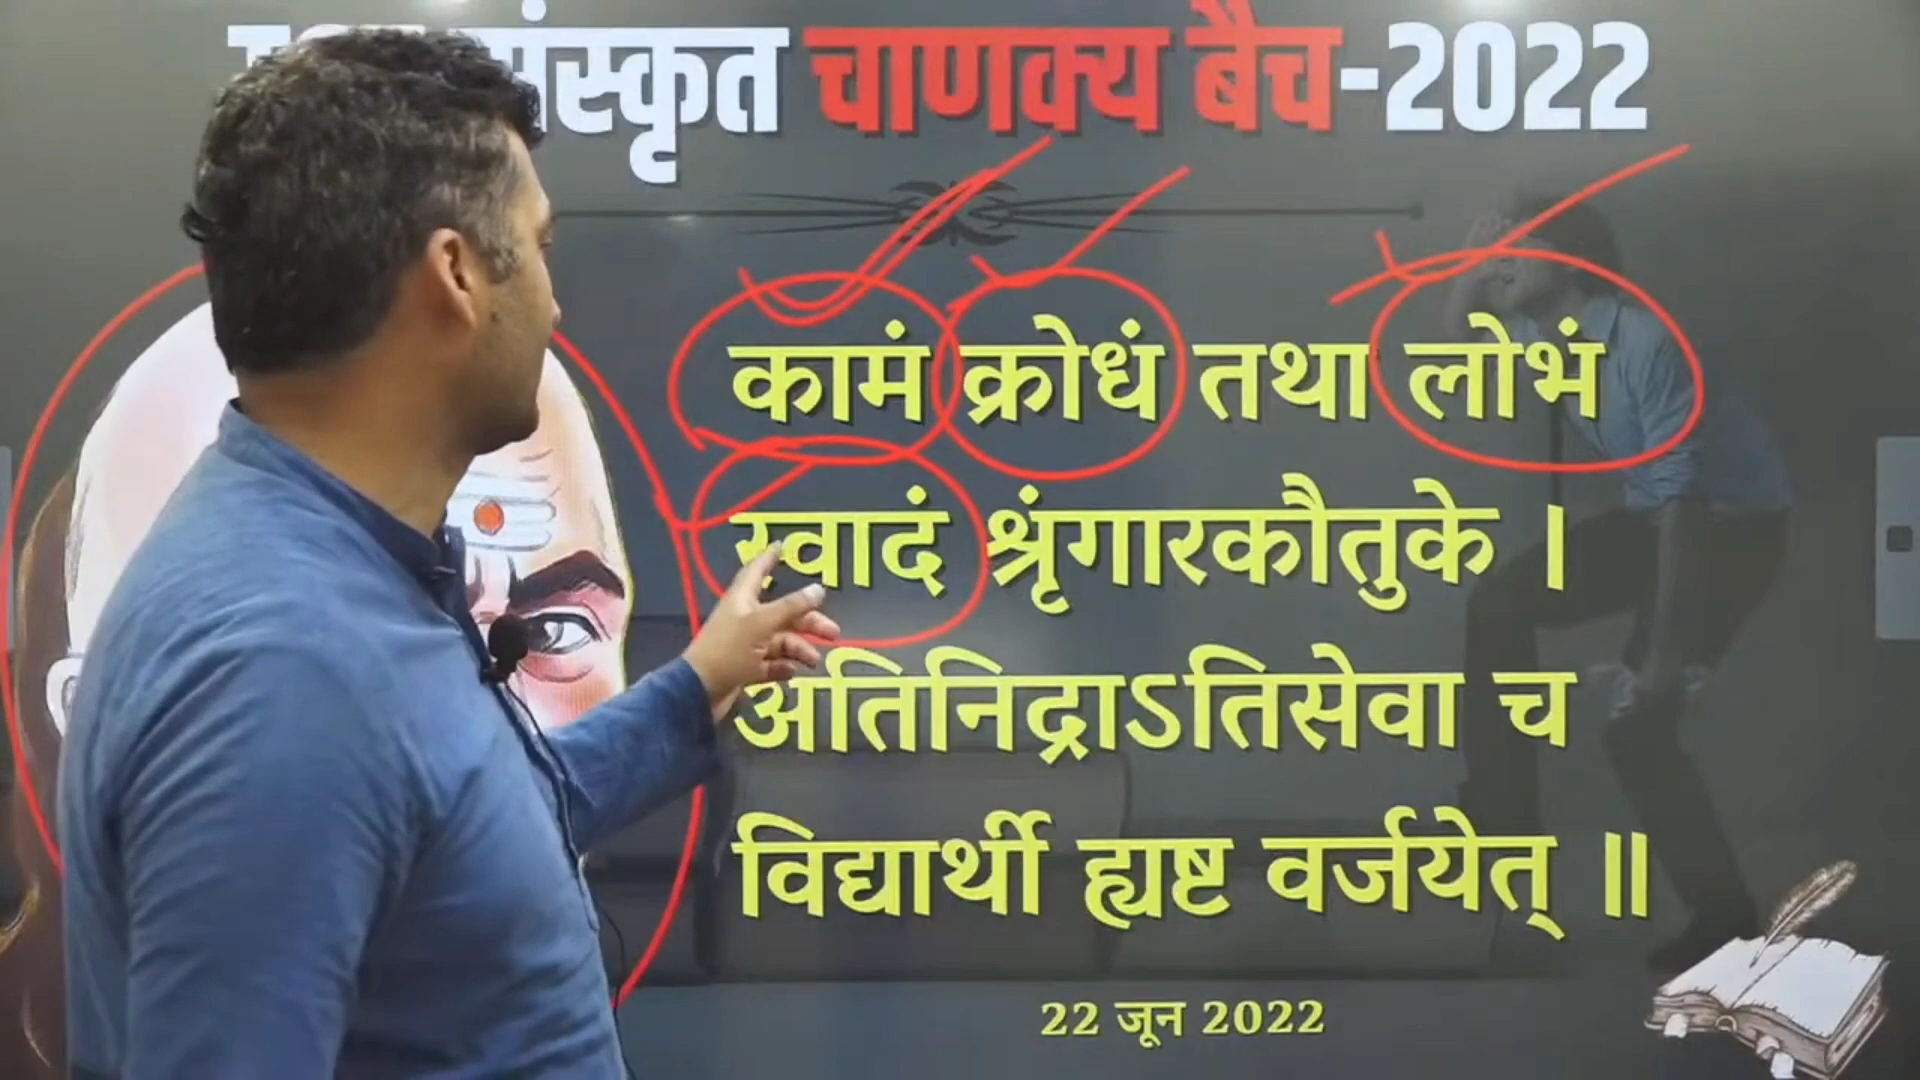 संस्कृत चाणक्य बैच-2022
कामं क्रोधं तथा लोभं
स्वादं श्रृंगारकौतुके ।
अतिनिद्राऽतिसेवा च
विद्यार्थी ह्यष्ट वर्जयेत् ॥
22 जून 2022